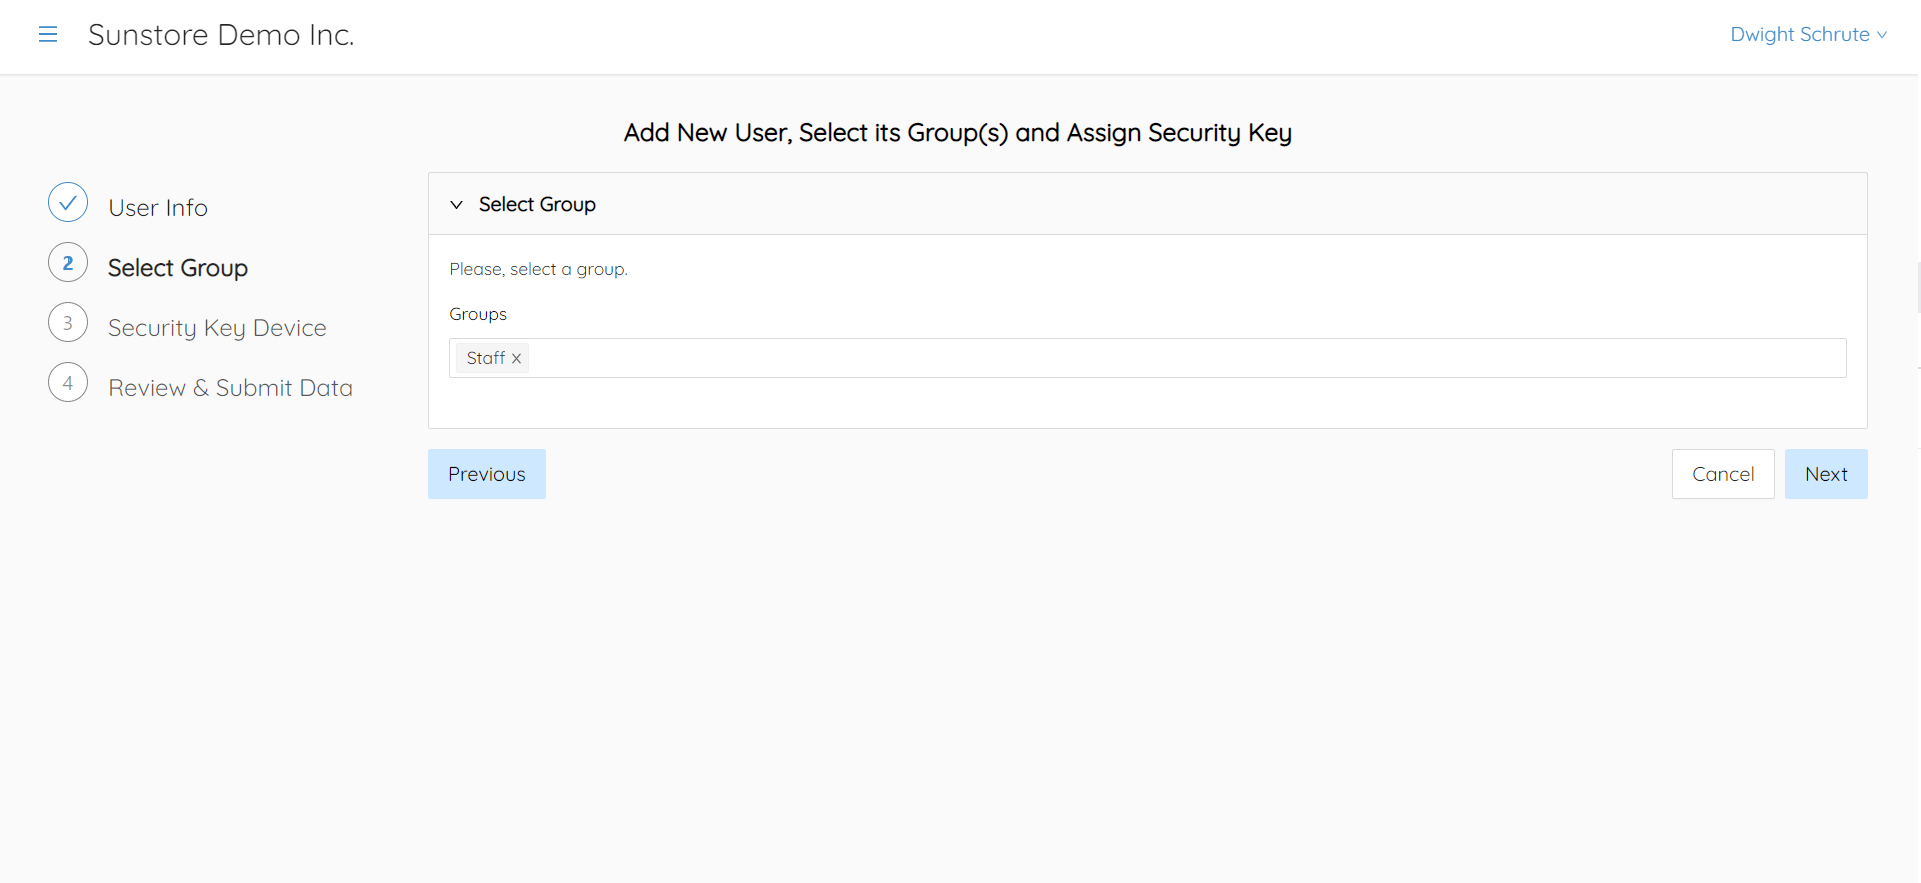 Sunstore Demo Inc.
Dwight Schrute
Add New User, Select its Group(s) and Assign Security Key
User Info
2 Select Group
3 Security Key Device
4 Review & Submit Data
Select Group
Please, select a group.
Groups
Staff x
Previous
Cancel
Next